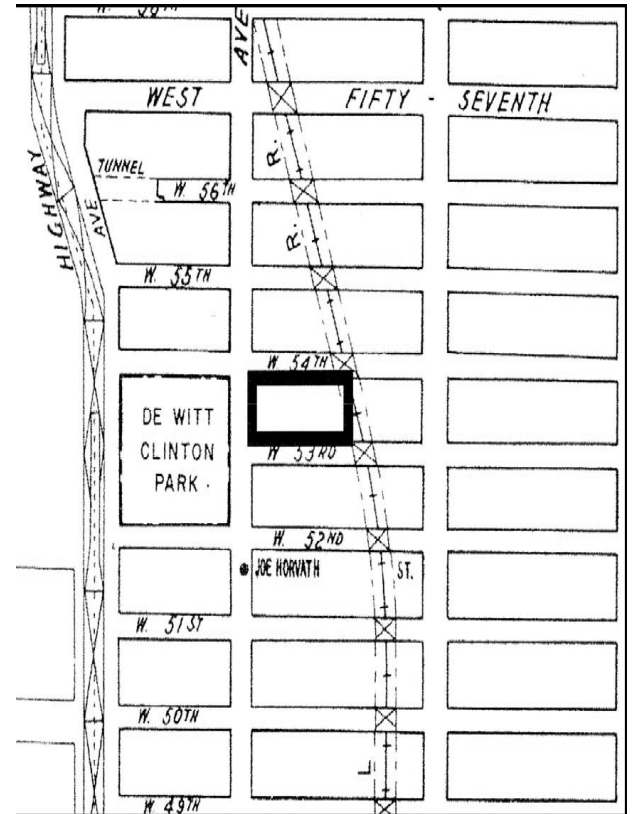 AVE
WEST FIFTY - SEVENTH
HIGHWAY
TUNNEL
W. 56TH
AVE
R.
R.
W. 55TH
W 54TH
DE WITT
CLINTON
PARK
W 53RD
W. 52ND
JOE HORVATH ST.
W. 51ST
W. 50TH
L
W 49TH